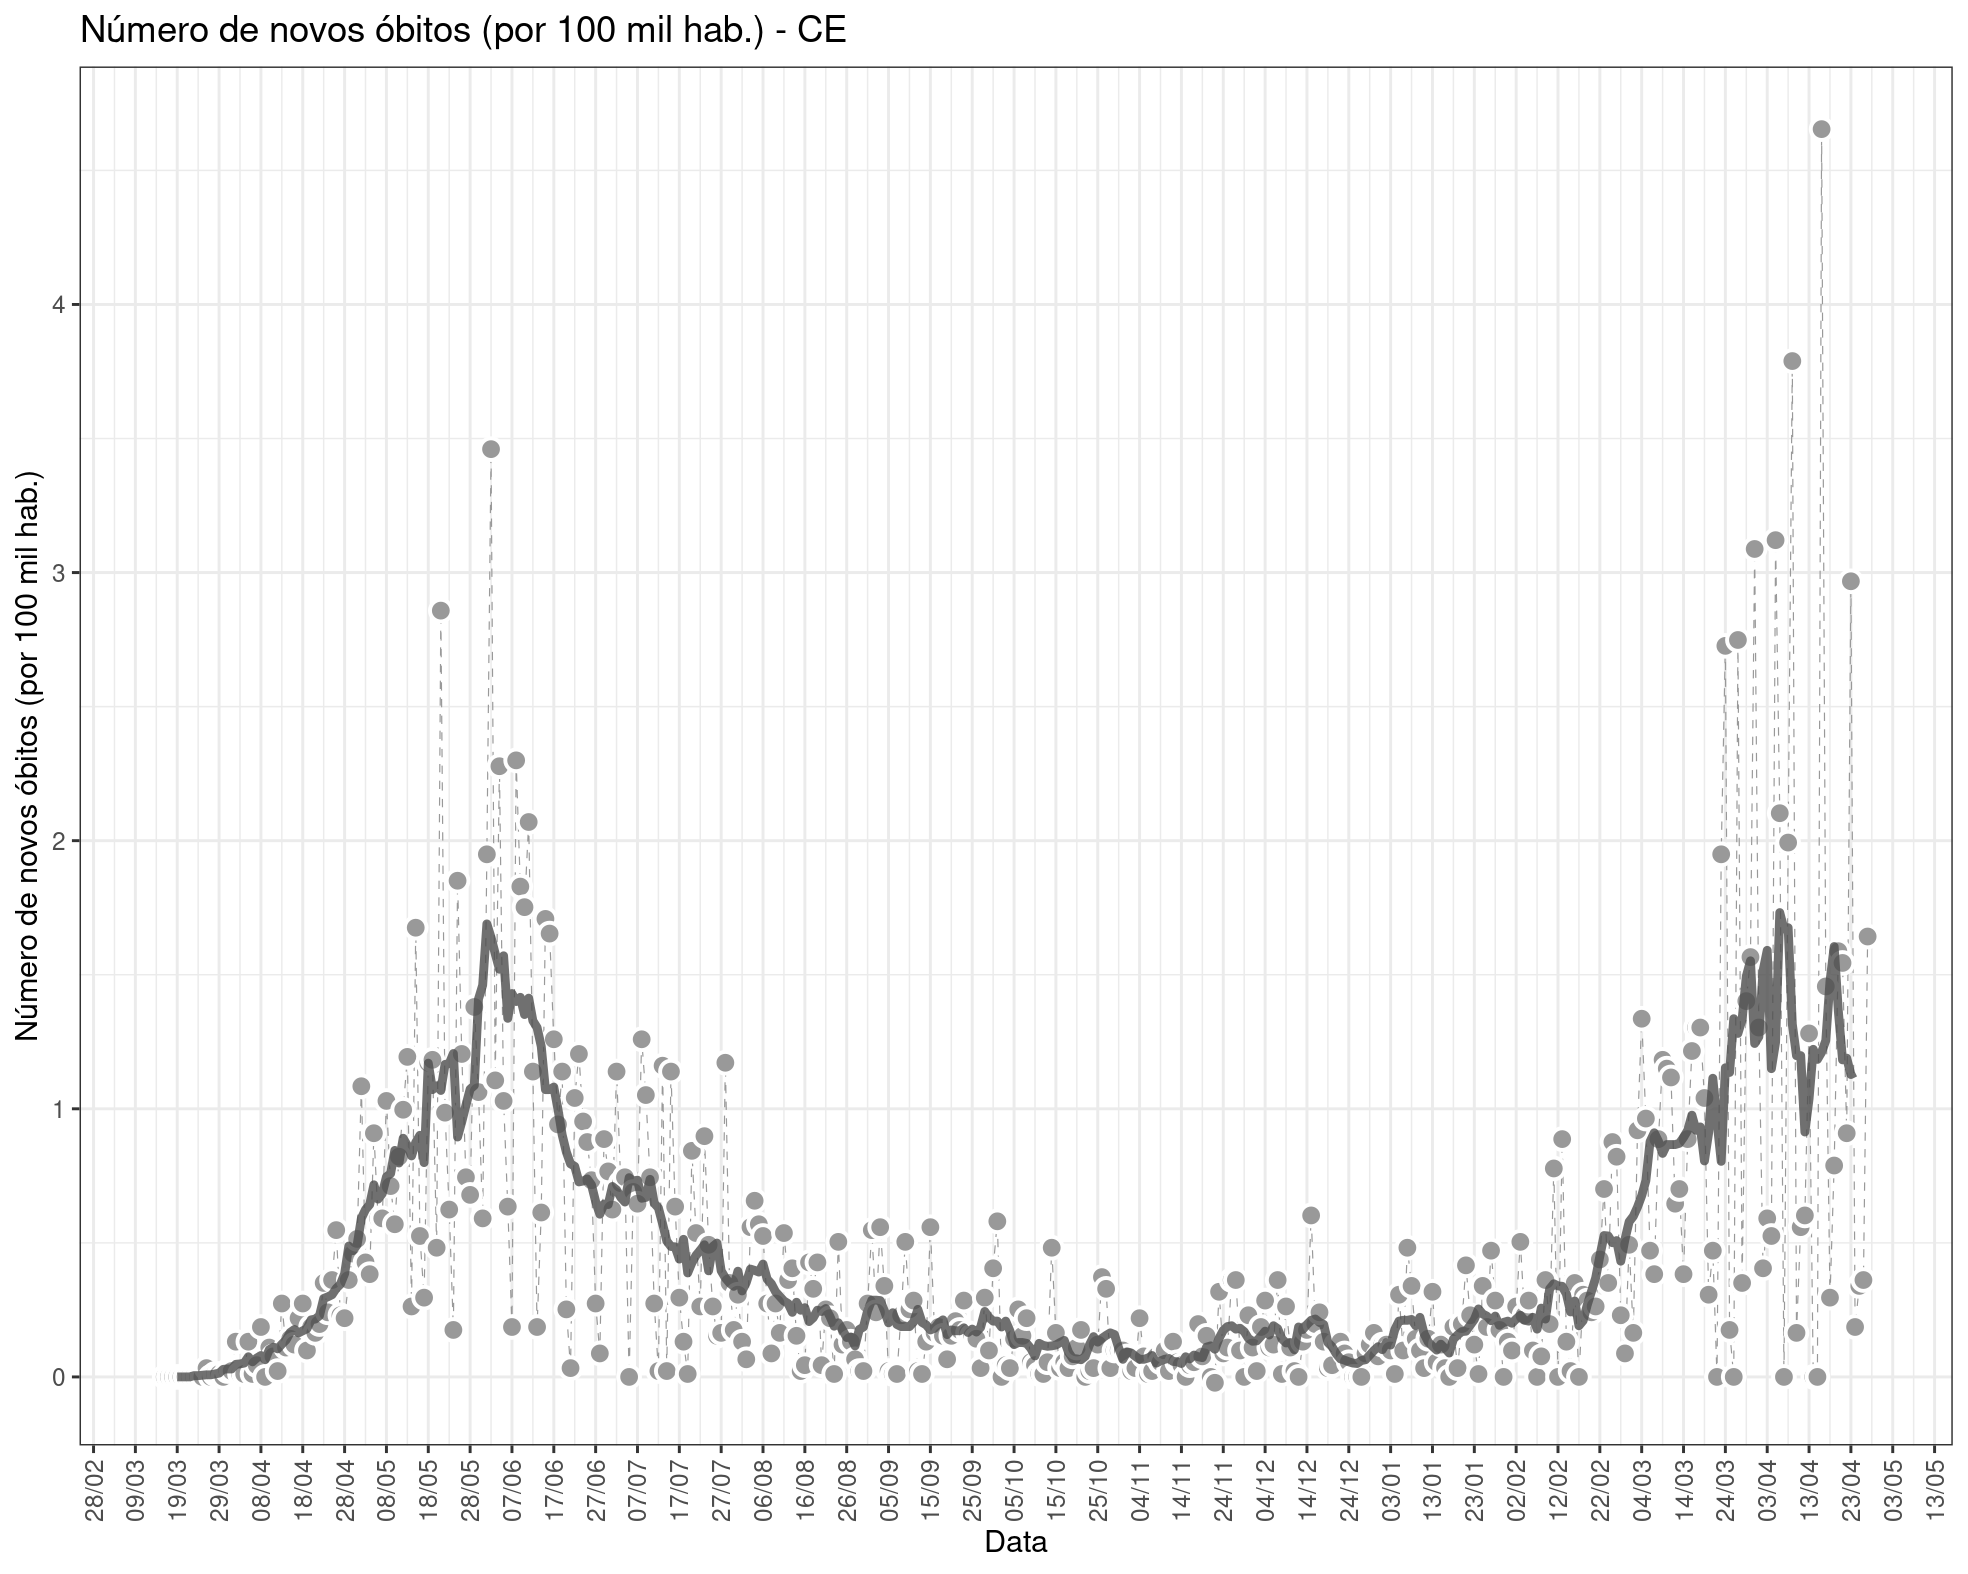 Número de novos óbitos (por 100 mil hab.) - CE
Número de novos óbitos (por 100 mil hab.)
4
3
2
1
0
28/02 09/03 19/03 29/03 08/04 18/04 28/04 08/05 18/05 28/05 07/06 17/06 27/06 07/07 17/07 27/07 06/08 16/08 26/08 05/09 15/09 25/09 05/10 15/10 25/10 04/11 14/11 24/11 04/12 14/12 24/12 03/01 13/01 23/01 02/02 12/02 22/02 04/03 14/03 24/03 03/04 13/04 23/04 03/05 13/05
Data